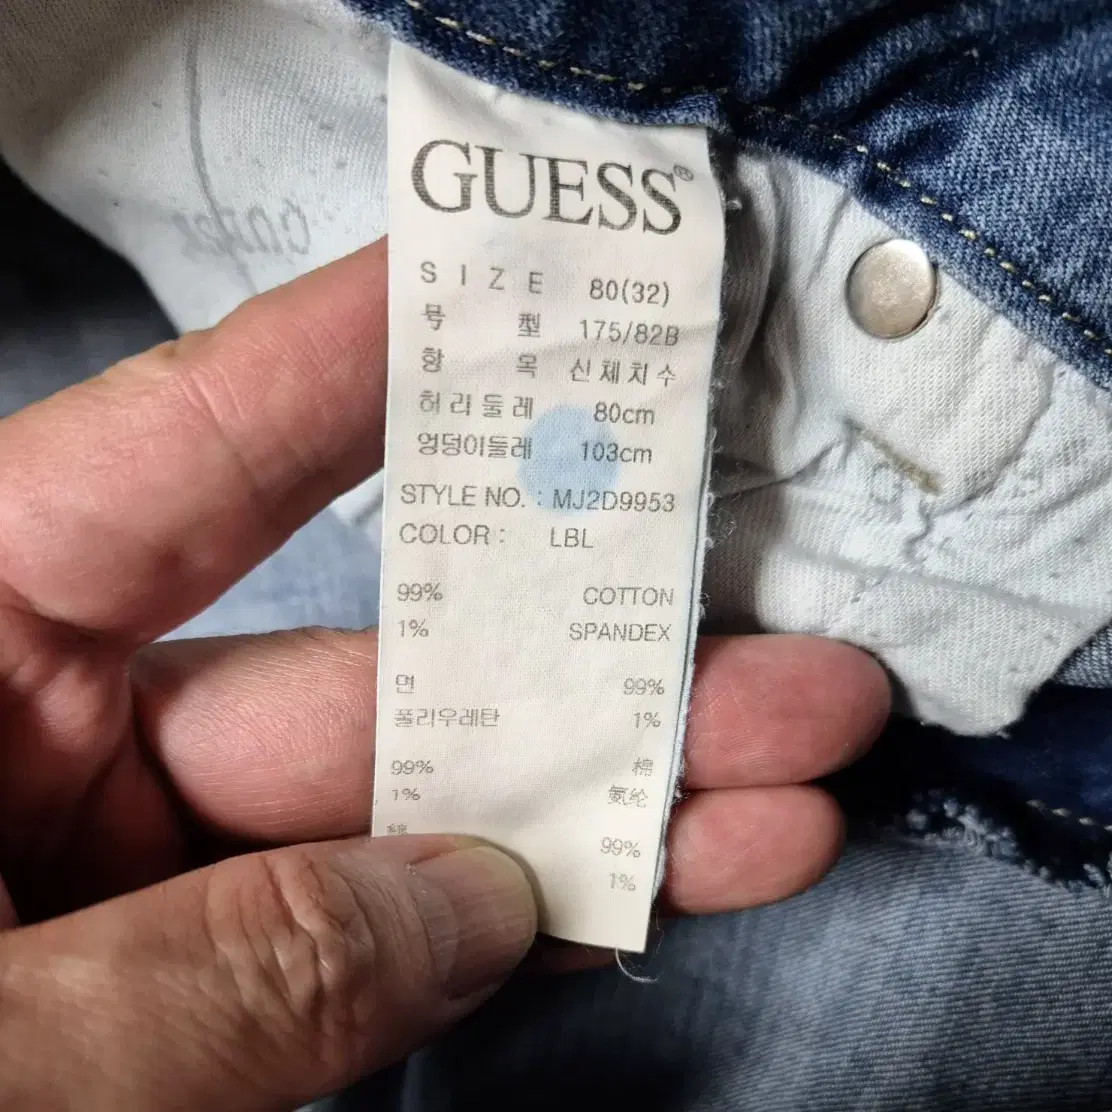 GUESS®
SIZE 80(32)
号 型 175/82B
항 목 신체치수
허리둘레 80cm
엉덩이둘레 103cm
STYLE NO. : MJ2D9953
COLOR : LBL
99% COTTON
1% SPANDEX
면 99%
폴리우레탄 1%
99% 棉
1% 氨纶
99%
1%